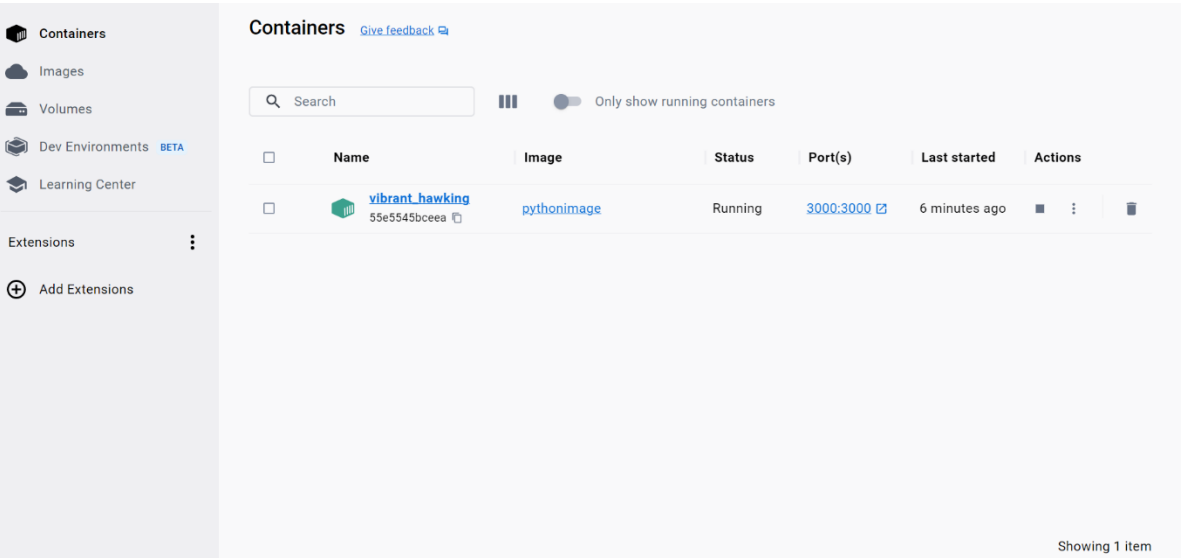 Containers
Images
Volumes
Dev Environments BETA
Learning Center
Extensions
Add Extensions
Containers Give feedback
Search
Only show running containers
Name Image Status Port(s) Last started Actions
vibrant_hawking
55e5545bceea
pythonimage Running 3000:3000 6 minutes ago
Showing 1 item